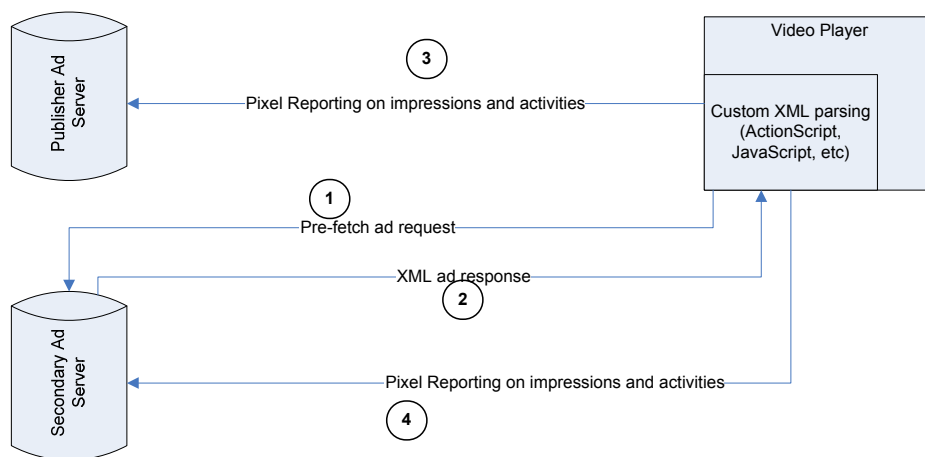 Publisher Ad
Server
3
Pixel Reporting on impressions and activities
Video Player
Custom XML parsing
(ActionScript,
JavaScript, etc)
1
Pre-fetch ad request
XML ad response
2
Secondary Ad
Server
Pixel Reporting on impressions and activities
4